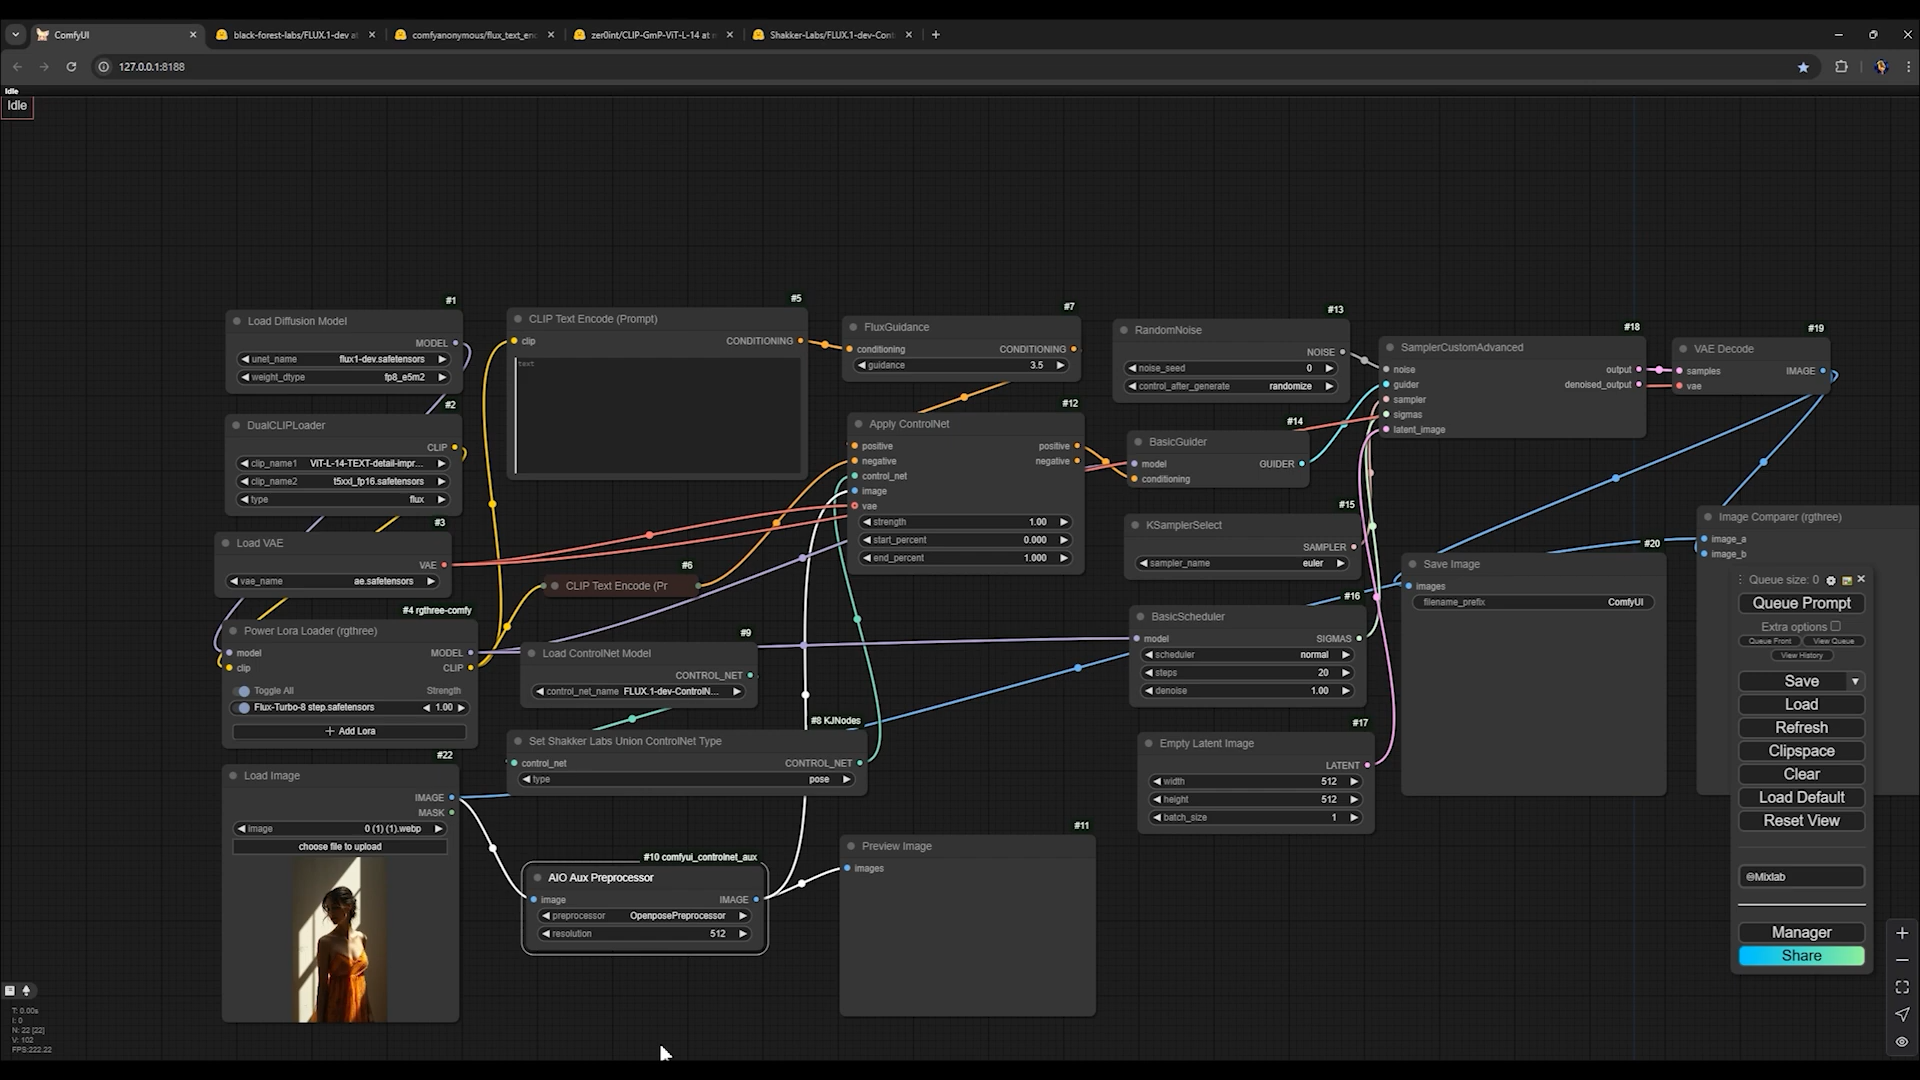 ComfyUI
black-forest-labs/FLUX.1-dev at
comfyanonymous/flux_text_enc
zer0int/CLIP-GmP-ViT-L-14 at
Shakker-Labs/FLUX.1-dev-Cont
127.0.0.1:8188
Idle
Idle
#1
Load Diffusion Model
MODEL
unet_name flux1-dev.safetensors
weight_dtype fp8_e5m2
#2
DualCLIPLoader
CLIP
clip_name1 ViT-L-14-TEXT-detail-impr...
clip_name2 t5xxl_fp16.safetensors
type flux
#3
Load VAE
VAE
vae_name ae.safetensors
#4 rgthree-comfy
Power Lora Loader (rgthree)
model MODEL
clip CLIP
Toggle All Strength
Flux-Turbo-8 step.safetensors 1.00
+ Add Lora
#22
Load Image
IMAGE
MASK
image 0 (1) (1).webp
choose file to upload
#5
CLIP Text Encode (Prompt)
clip CONDITIONING
text
#6
CLIP Text Encode (Pr
#9
Load ControlNet Model
CONTROL_NET
control_net_name FLUX.1-dev-ControlN...
#8 KJNodes
Set Shakker Labs Union ControlNet Type
control_net CONTROL_NET
type pose
#10 comfyui_controlnet_aux
AIO Aux Preprocessor
image IMAGE
preprocessor OpenposePreprocessor
resolution 512
#7
FluxGuidance
conditioning CONDITIONING
guidance 3.5
#12
Apply ControlNet
positive positive
negative negative
control_net
image
vae
strength 1.00
start_percent 0.000
end_percent 1.000
#11
Preview Image
images
#13
RandomNoise
NOISE
noise_seed 0
control_after_generate randomize
#14
BasicGuider
model GUIDER
conditioning
#15
KSamplerSelect
SAMPLER
sampler_name euler
#16
BasicScheduler
model SIGMAS
scheduler normal
steps 20
denoise 1.00
#17
Empty Latent Image
LATENT
width 512
height 512
batch_size 1
#18
SamplerCustomAdvanced
noise output
guider denoised_output
sampler
sigmas
latent_image
#19
VAE Decode
samples IMAGE
vae
#20
Save Image
images
filename_prefix ComfyUI
Image Comparer (rgthree)
image_a
image_b
Queue size: 0
Queue Prompt
Extra options
Queue Front View Queue
View History
Save
Load
Refresh
Clipspace
Clear
Load Default
Reset View
@Mixlab
Manager
Share
T: 0.00s
I: 0
N: 22 [22]
V: 102
FPS:222.22